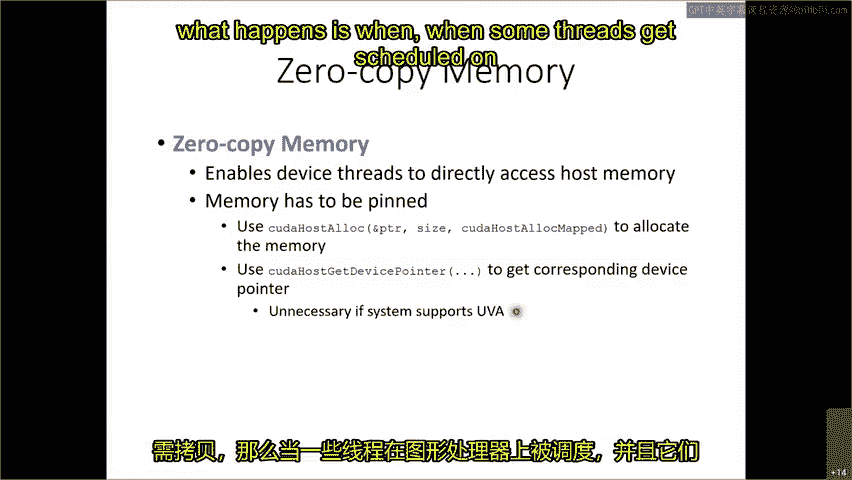 what happens is when, when some threads get
scheduled on
Zero-copy Memory
• Zero-copy Memory
• Enables device threads to directly access host memory
• Memory has to be pinned
• Use cudaHostAlloc(&ptr, size, cudaHostAllocMapped) to allocate
the memory
• Use cudaHostGetDevicePointer(...) to get corresponding device
pointer
• Unnecessary if system supports UVA
需拷贝，那么当一些线程在图形处理器上被调度，并且它们
+14